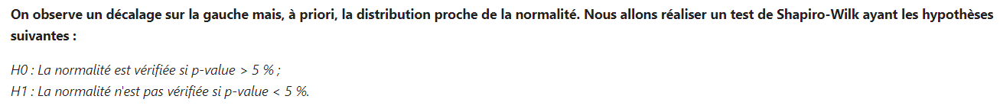 On observe un décalage sur la gauche mais, à priori, la distribution proche de la normalité. Nous allons réaliser un test de Shapiro-Wilk ayant les hypothèses
suivantes :
H0 : La normalité est vérifiée si p-value > 5 % ;
H1 : La normalité n'est pas vérifiée si p-value < 5 %.